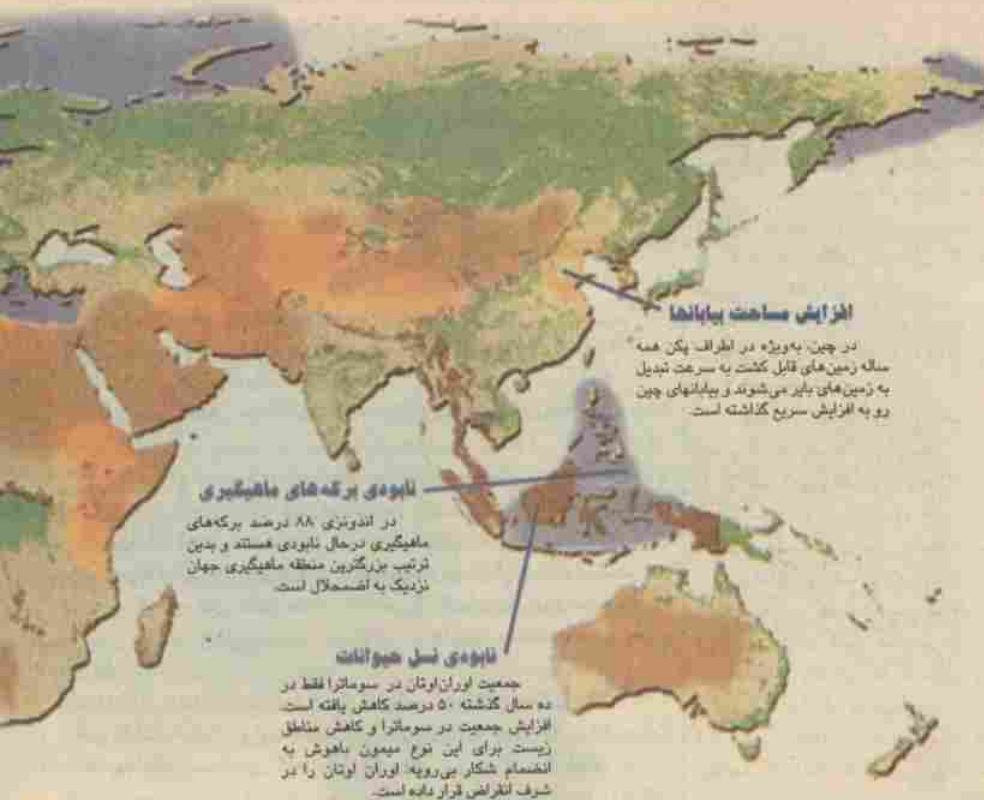 افزایش مساحت بیابانها
در چین، به‌ویژه در اطراف پکن همه
ساله زمین‌های قابل کشت به سرعت تبدیل
به زمین‌های بایر می‌شوند و بیابانهای چین
رو به افزایش سریع گذاشته است.
نابودی برکه‌های ماهیگیری
در اندونزی ۸۸ درصد برکه‌های
ماهیگیری درحال نابودی هستند و بدین
ترتیب بزرگترین منطقه ماهیگیری جهان
نزدیک به اضمحلال است.
نابودی نسل حیوانات
جمعیت اوران‌اوتان در سوماترا فقط در
ده سال گذشته ۵۰ درصد کاهش یافته است.
افزایش جمعیت در سوماترا و کاهش مناطق
زیست برای این نوع میمون باهوش به
انضمام شکار بی‌رویه، اوران اوتان را در
شرف انقراض قرار داده است.